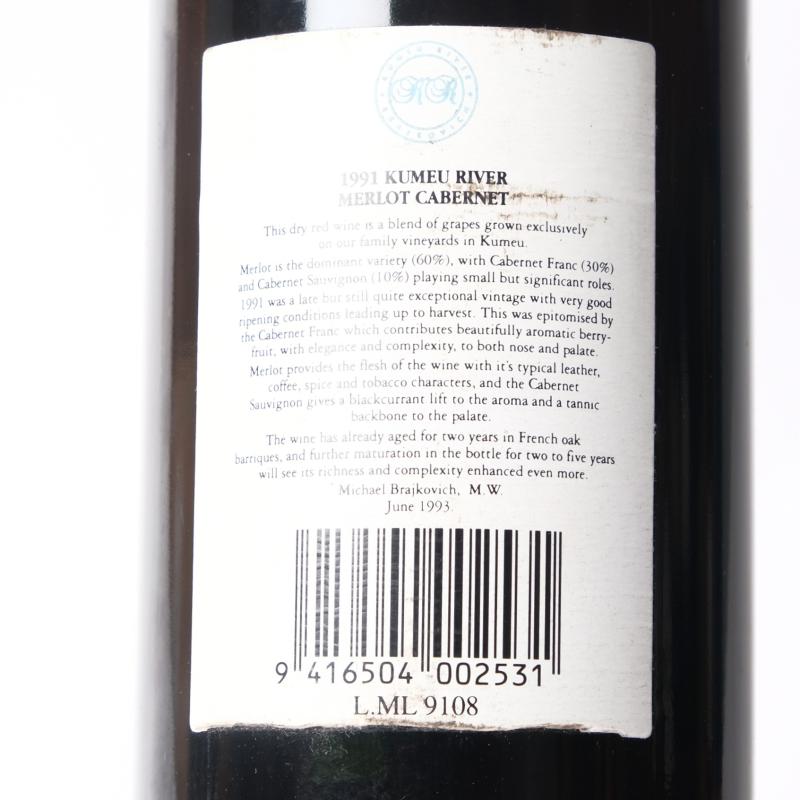 KUMEU RIVER
KR
BRAJKOVICH
1991 KUMEU RIVER
MERLOT CABERNET
This dry red wine is a blend of grapes grown exclusively
on our family vineyards in Kumeu.
Merlot is the dominant variety (60%), with Cabernet Franc (30%)
and Cabernet Sauvignon (10%) playing small but significant roles.
1991 was a late but still quite exceptional vintage with very good
ripening conditions leading up to harvest. This was epitomised by
the Cabernet Franc which contributes beautifully aromatic berry-
fruit, with elegance and complexity, to both nose and palate.
Merlot provides the flesh of the wine with it's typical leather,
coffee, spice and tobacco characters, and the Cabernet
Sauvignon gives a blackcurrant lift to the aroma and a tannic
backbone to the palate.
The wine has already aged for two years in French oak
barriques, and further maturation in the bottle for two to five years
will see its richness and complexity enhanced even more.
Michael Brajkovich, M.W.
June 1993.
9 416504 002531
L.ML 9108